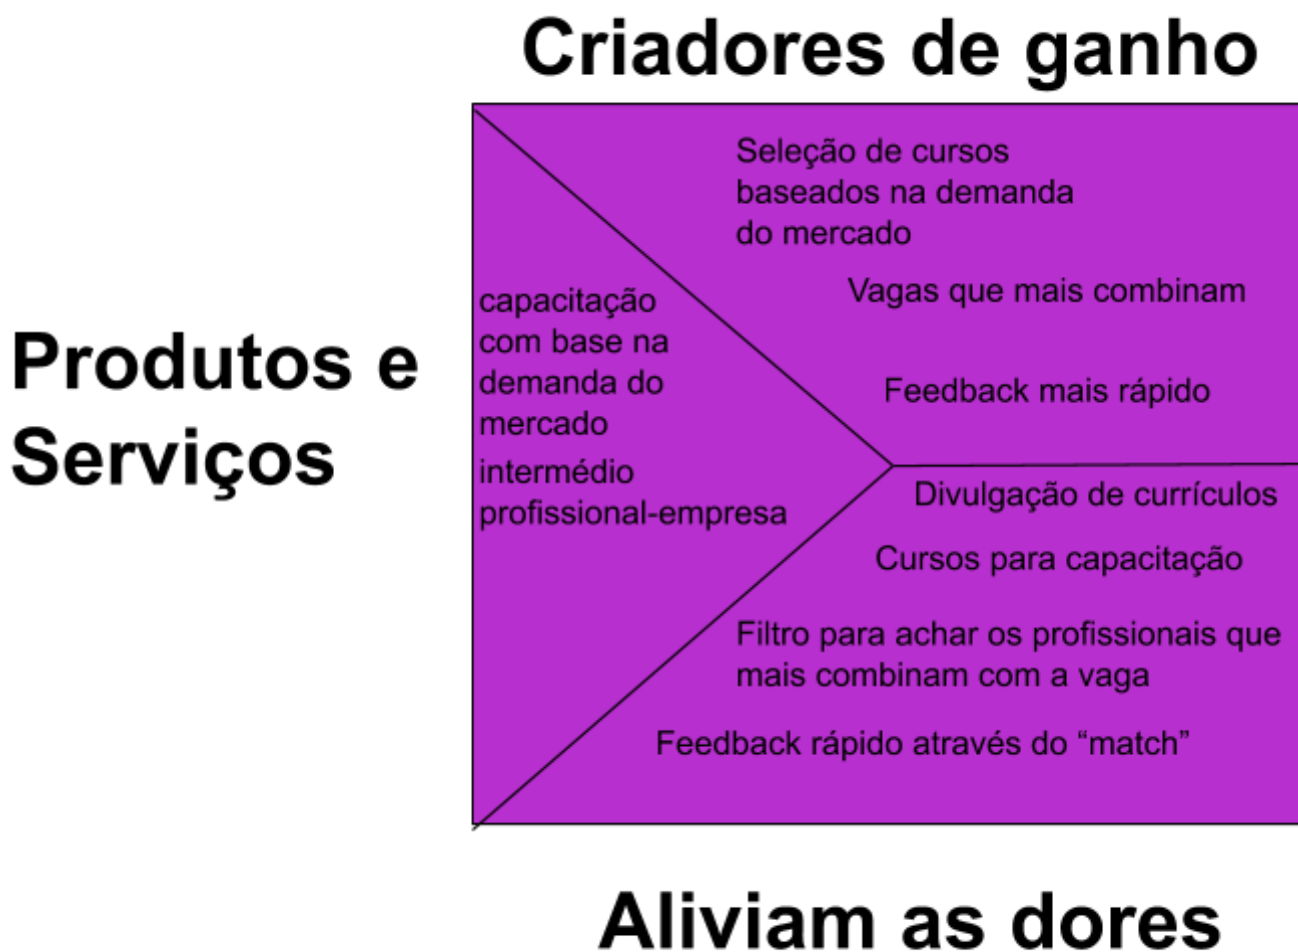 Criadores de ganho
Seleção de cursos
baseados na demanda
do mercado
Vagas que mais combinam
Feedback mais rápido
Produtos e
Serviços
capacitação
com base na
demanda do
mercado
intermédio
profissional-empresa
Divulgação de currículos
Cursos para capacitação
Filtro para achar os profissionais que
mais combinam com a vaga
Feedback rápido através do “match”
Aliviam as dores